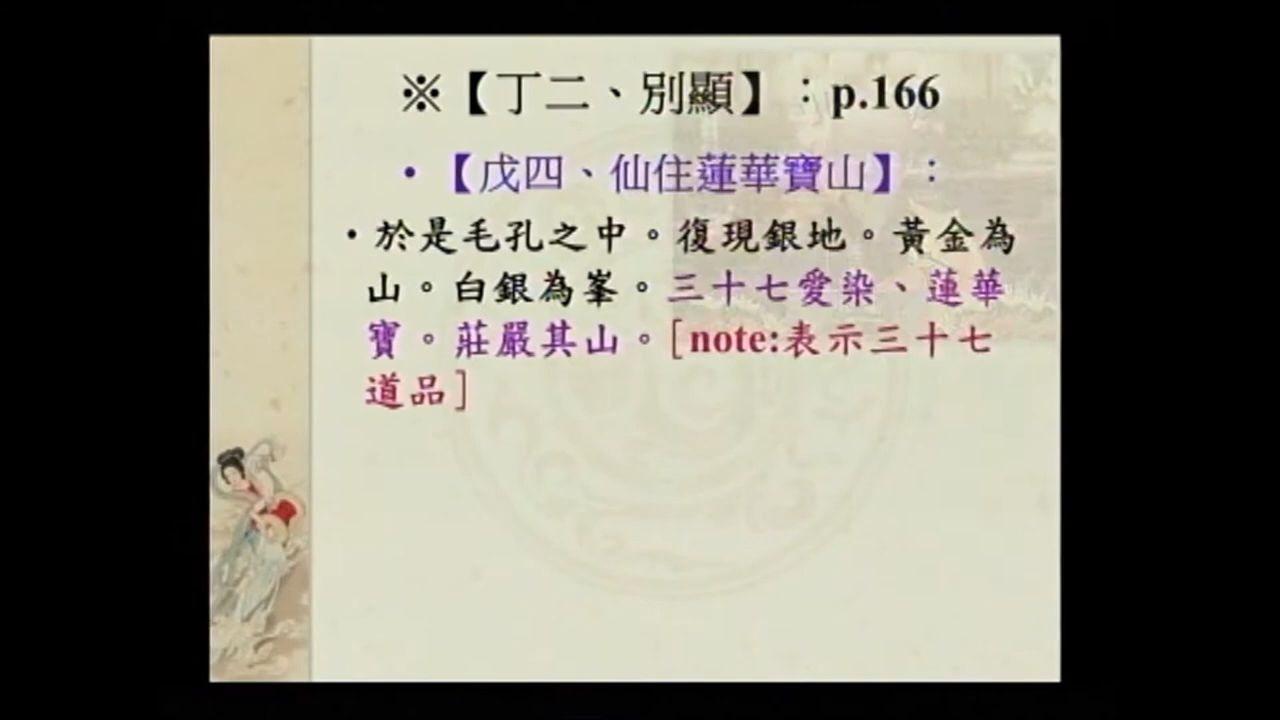 ※【丁二、別顯】：p.166
•【戊四、仙住蓮華寶山】：
•於是毛孔之中。復現銀地。黃金為
山。白銀為峯。三十七愛染、蓮華
寶。莊嚴其山。[note:表示三十七
道品]